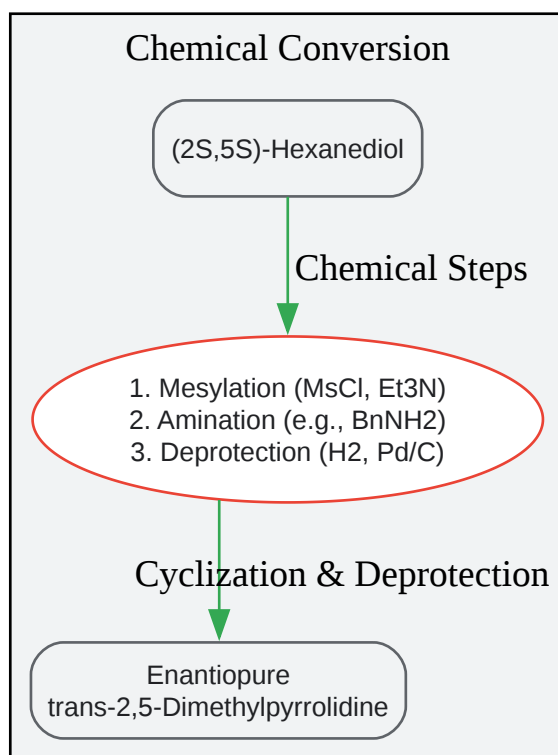 Chemical Conversion
(2S,5S)-Hexanediol
Chemical Steps
1. Mesylation (MsCl, Et3N)
2. Amination (e.g., BnNH2)
3. Deprotection (H2, Pd/C)
Cyclization & Deprotection
Enantiopure
trans-2,5-Dimethylpyrrolidine